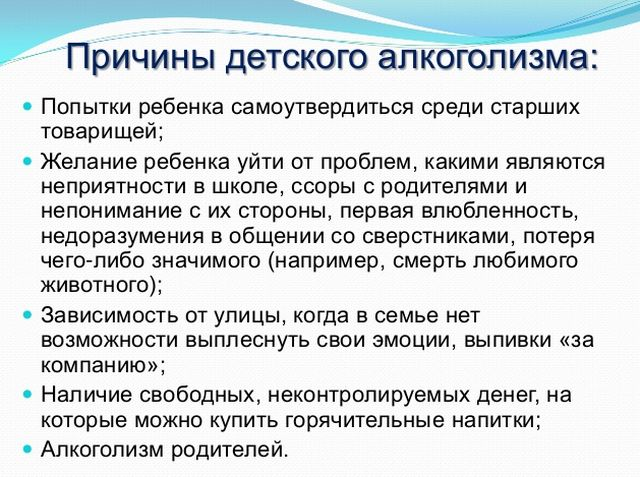 Причины детского алкоголизма:
Попытки ребенка самоутвердиться среди старших
товарищей;
Желание ребенка уйти от проблем, какими являются
неприятности в школе, ссоры с родителями и
непонимание с их стороны, первая влюбленность,
недоразумения в общении со сверстниками, потеря
чего-либо значимого (например, смерть любимого
животного);
Зависимость от улицы, когда в семье нет
возможности выплеснуть свои эмоции, выпивки «за
компанию»;
Наличие свободных, неконтролируемых денег, на
которые можно купить горячительные напитки;
Алкоголизм родителей.